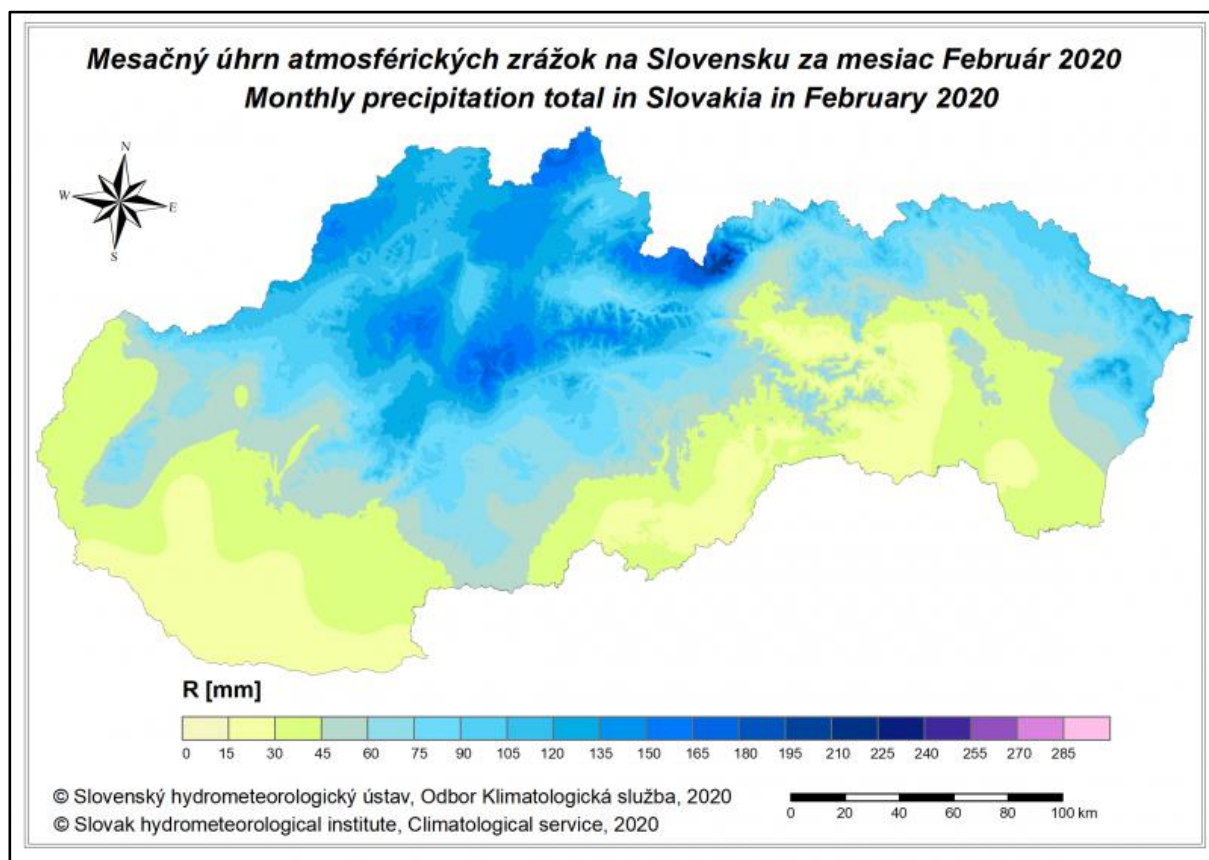 Mesačný úhrn atmosférických zrážok na Slovensku za mesiac Február 2020
Monthly precipitation total in Slovakia in February 2020
N
W E
S
R [mm]
0 15 30 45 60 75 90 105 120 135 150 165 180 195 210 225 240 255 270 285
© Slovenský hydrometeorologický ústav, Odbor Klimatologická služba, 2020
© Slovak hydrometeorological institute, Climatological service, 2020
0 20 40 60 80 100 km